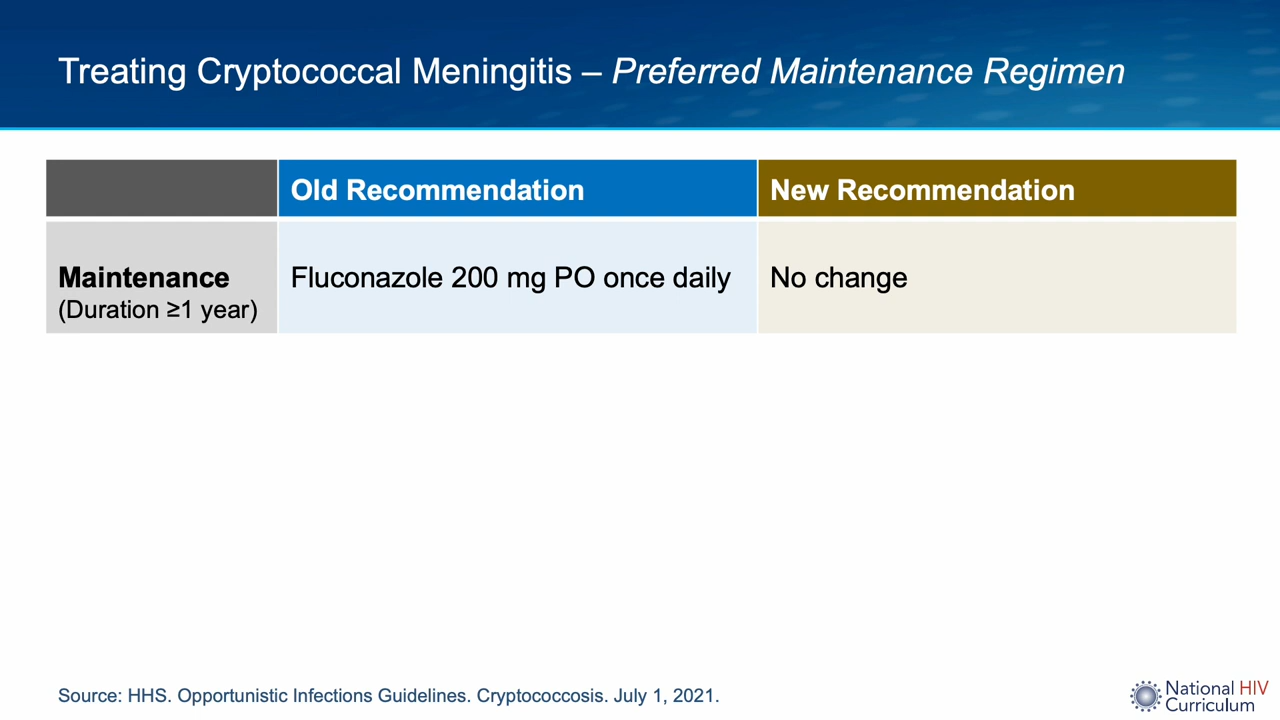 Treating Cryptococcal Meningitis – Preferred Maintenance Regimen
Old Recommendation
New Recommendation
Maintenance
(Duration ≥1 year)
Fluconazole 200 mg PO once daily
No change
Source: HHS. Opportunistic Infections Guidelines. Cryptococcosis. July 1, 2021.
National HIV
Curriculum